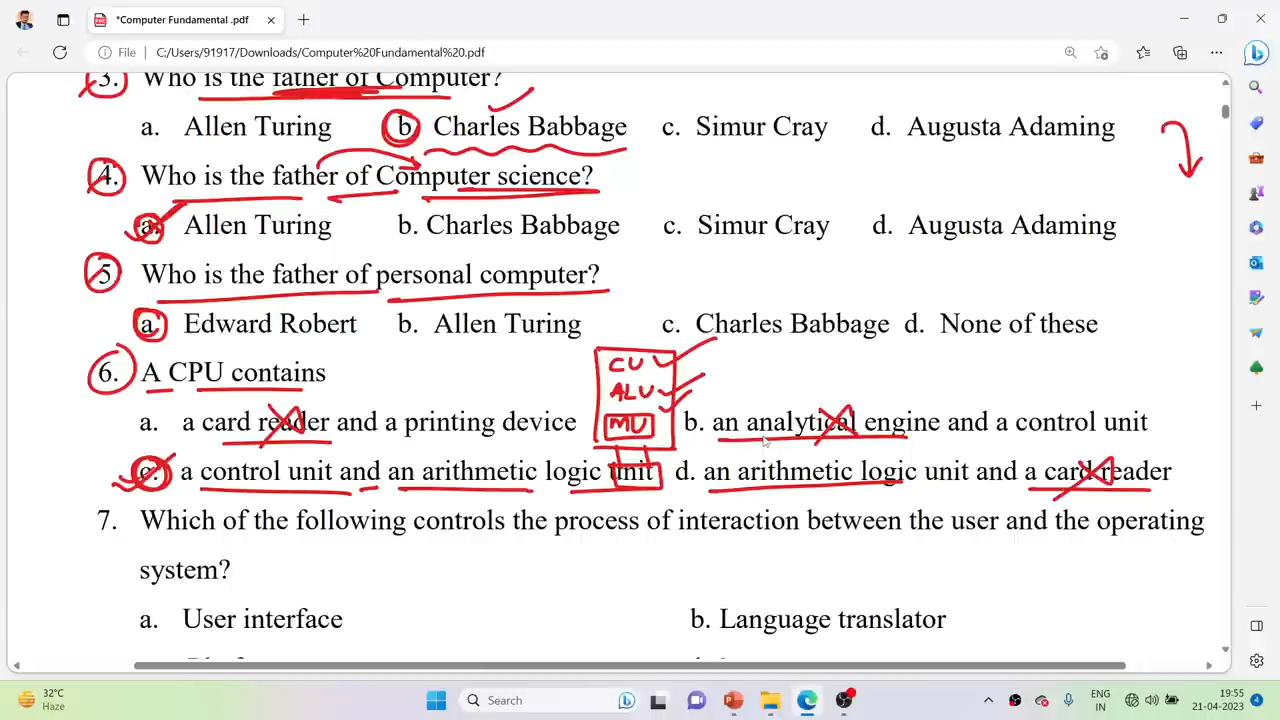 *Computer Fundamental .pdf
File C:/Users/91917/Downloads/Computer%20Fundamental%20.pdf
3. Who is the father of Computer?
a. Allen Turing b. Charles Babbage c. Simur Cray d. Augusta Adaming
4. Who is the father of Computer science?
a. Allen Turing b. Charles Babbage c. Simur Cray d. Augusta Adaming
5 Who is the father of personal computer?
a. Edward Robert b. Allen Turing c. Charles Babbage d. None of these
CU
6. A CPU contains
ALU
a. a card reader and a printing device MU b. an analytical engine and a control unit
c. a control unit and an arithmetic logic unit d. an arithmetic logic unit and a card reader
7. Which of the following controls the process of interaction between the user and the operating
system?
a. User interface b. Language translator
32°C
Haze
Search
ENG
IN
19:55
21-04-2023
4